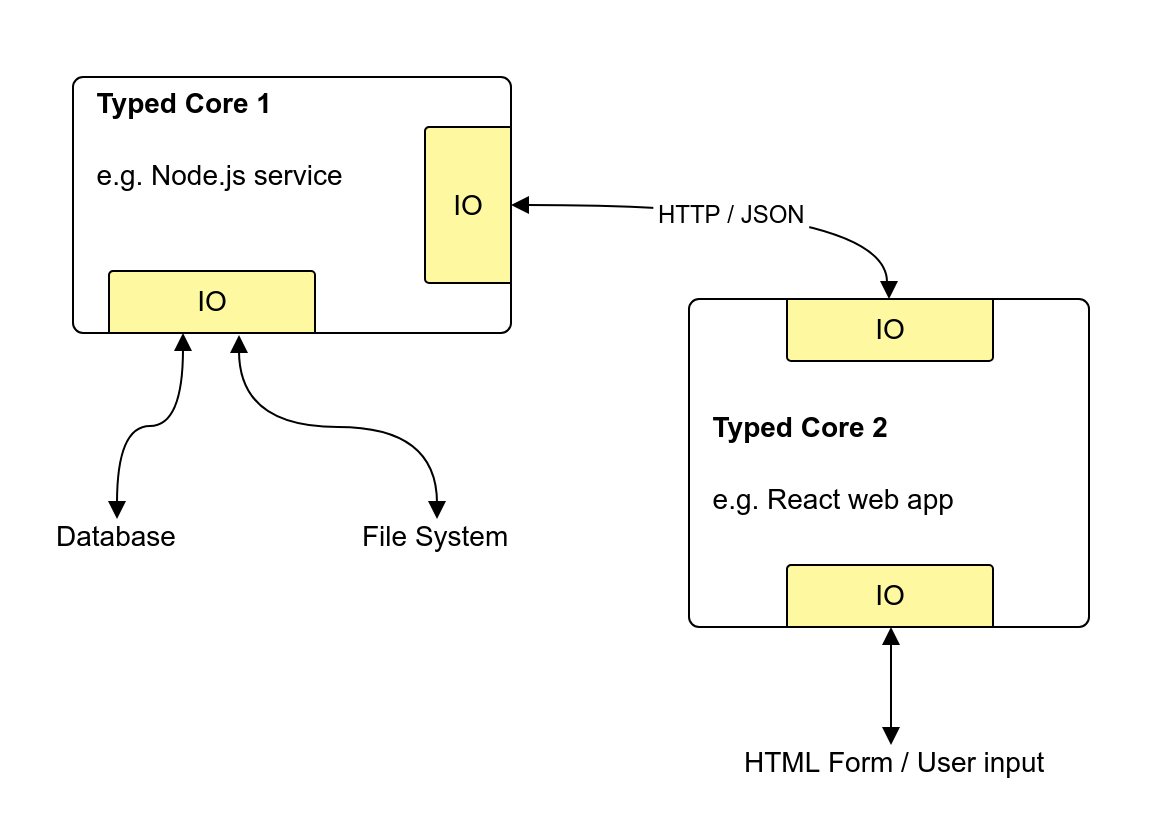 Typed Core 1
e.g. Node.js service
IO
HTTP / JSON
IO
Database
File System
IO
Typed Core 2
e.g. React web app
IO
HTML Form / User input